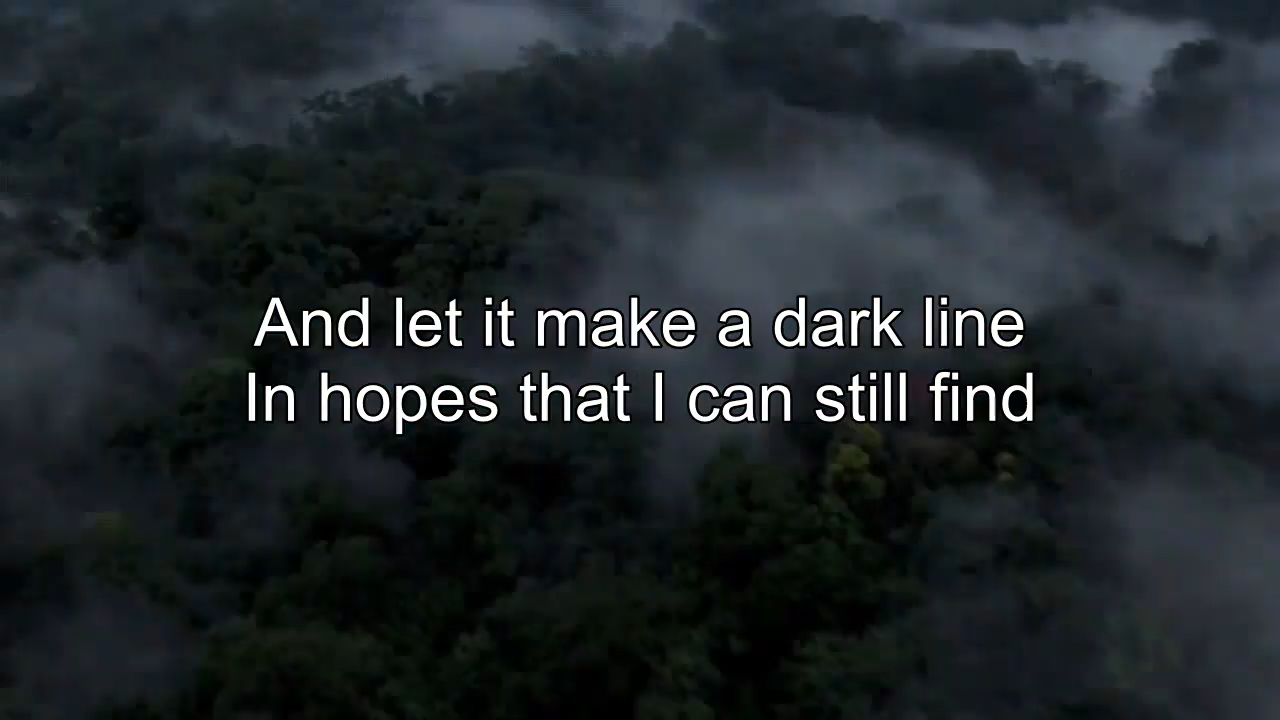 And let it make a dark line
In hopes that I can still find